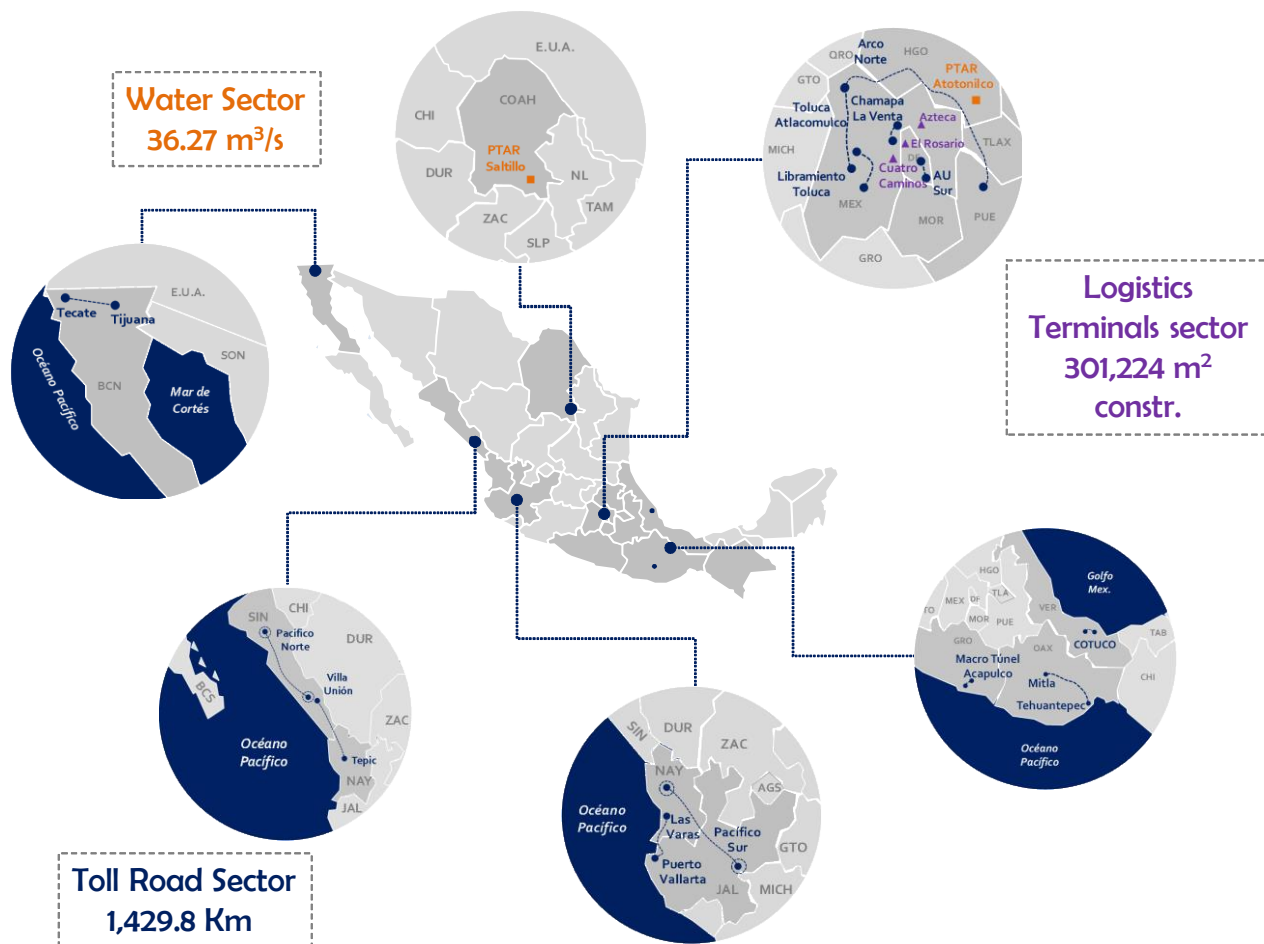 Water Sector
36.27 m³/s
E.U.A.
CHI
COAH
DUR
PTAR
Saltillo
NL
TAM
ZAC
SLP
QRO
Arco
Norte
HGO
GTO
PTAR
Atotonilco
Toluca
Atlacomulco
Chamapa
La Venta
Azteca
MICH
El Rosario
TLAX
DF
Cuatro
Caminos
Libramiento
Toluca
AU
Sur
MEX
MOR
PUE
GRO
Logistics
Terminals sector
301,224 m²
constr.
E.U.A.
Tecate
Tijuana
SON
Océano Pacífico
BCN
Mar de
Cortés
SIN
CHI
Pacífico
Norte
DUR
Villa
Unión
BCS
ZAC
Océano
Pacífico
Tepic
NAY
JAL
SIN
DUR
ZAC
NAY
AGS
Océano
Pacífico
Las
Varas
Pacífico
Sur
GTO
Puerto
Vallarta
JAL
MICH
Golfo
Mex.
HGO
MEX
DF
TLA
TO
MOR
PUE
VER
TAB
GRO
OAX
COTUCO
Macro Túnel
Acapulco
Mitla
CHI
Tehuantepec
Océano
Pacífico
Toll Road Sector
1,429.8 Km